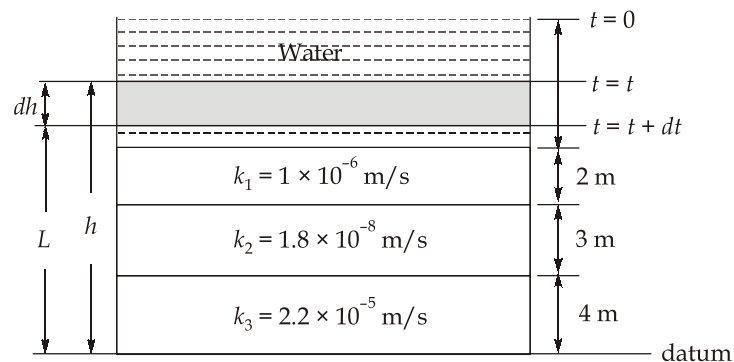 t = 0
Water
t = t
dh
t = t + dt
k₁ = 1 × 10⁻⁶ m/s
2 m
L
h
k₂ = 1.8 × 10⁻⁸ m/s
3 m
k₃ = 2.2 × 10⁻⁵ m/s
4 m
datum